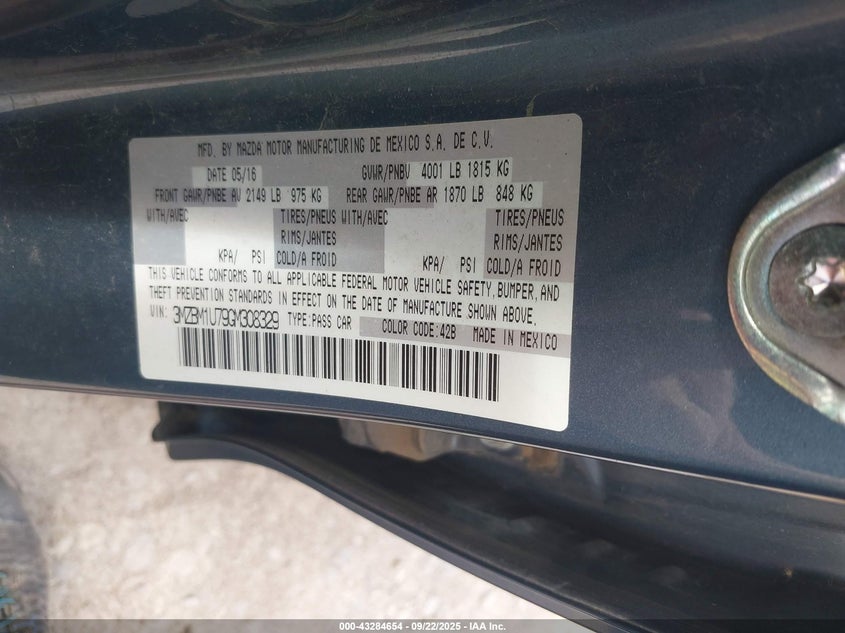 MFD. BY MAZDA MOTOR MANUFACTURING DE MEXICO S.A. DE C.V.
DATE 05/16 GVWR/PNBV 4001 LB 1815 KG
FRONT GAWR/PNBE AV 2149 LB 975 KG REAR GAWR/PNBE AR 1870 LB 848 KG
WITH/AVEC TIRES/PNEUS WITH/AVEC TIRES/PNEUS
RIMS/JANTES RIMS/JANTES
KPA/ PSI COLD/A FROID KPA/ PSI COLD/A FROID
THIS VEHICLE CONFORMS TO ALL APPLICABLE FEDERAL MOTOR VEHICLE SAFETY, BUMPER, AND
THEFT PREVENTION STANDARDS IN EFFECT ON THE DATE OF MANUFACTURE SHOWN ABOVE.
VIN: 3MZBM1U79GM308329 TYPE:PASS CAR COLOR CODE:42B MADE IN MEXICO
000-43284654 - 09/22/2025 - IAA Inc.